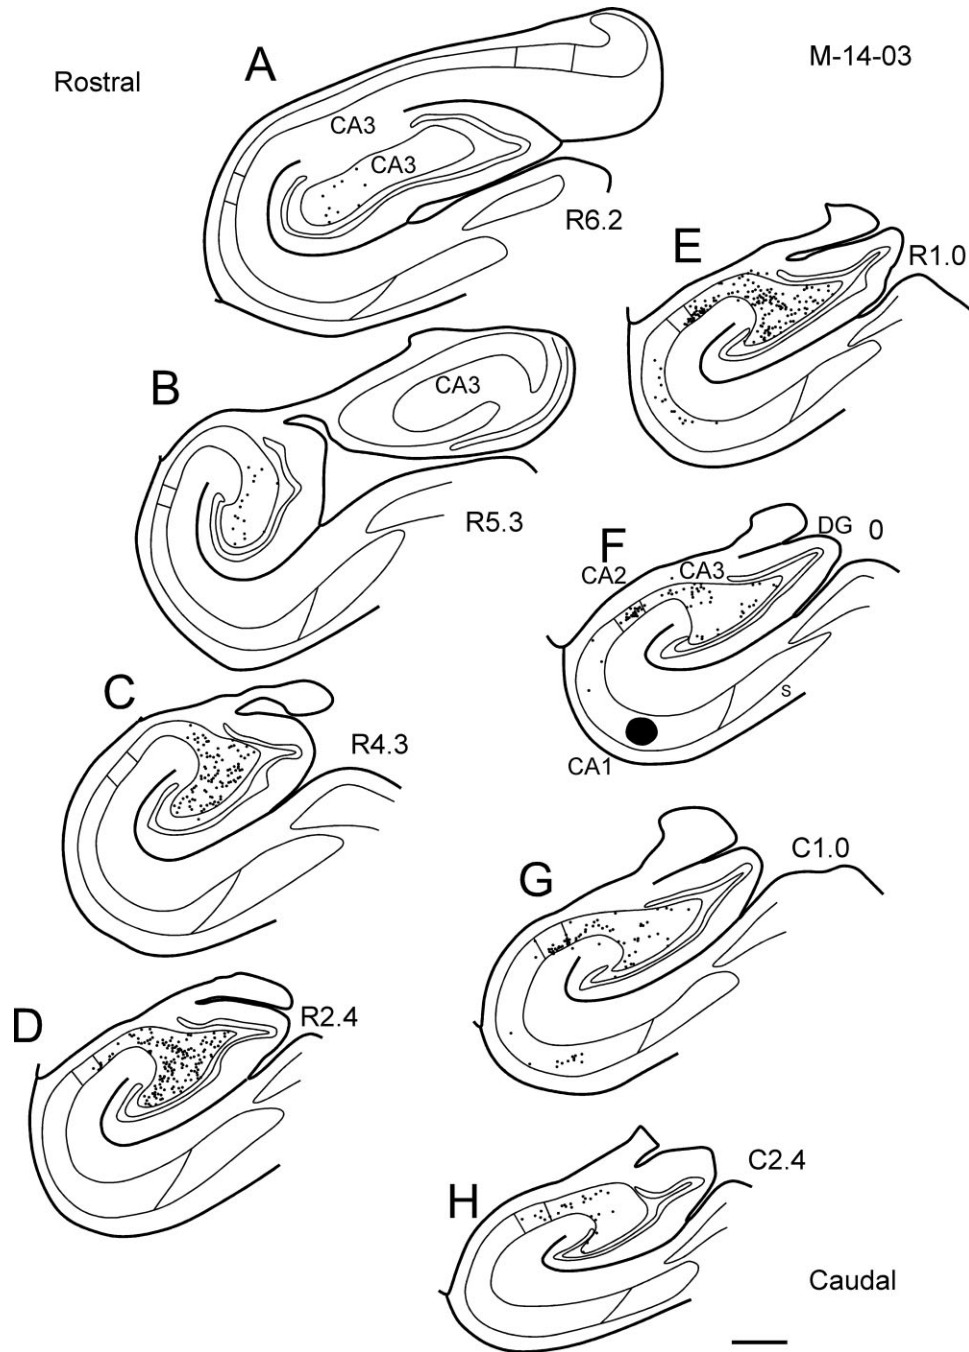 A
M-14-03
Rostral
CA3
CA3
R6.2
E
R1.0
B
CA3
R5.3
F
DG
0
CA2
CA3
C
R4.3
S
CA1
G
C1.0
D
R2.4
H
C2.4
Caudal